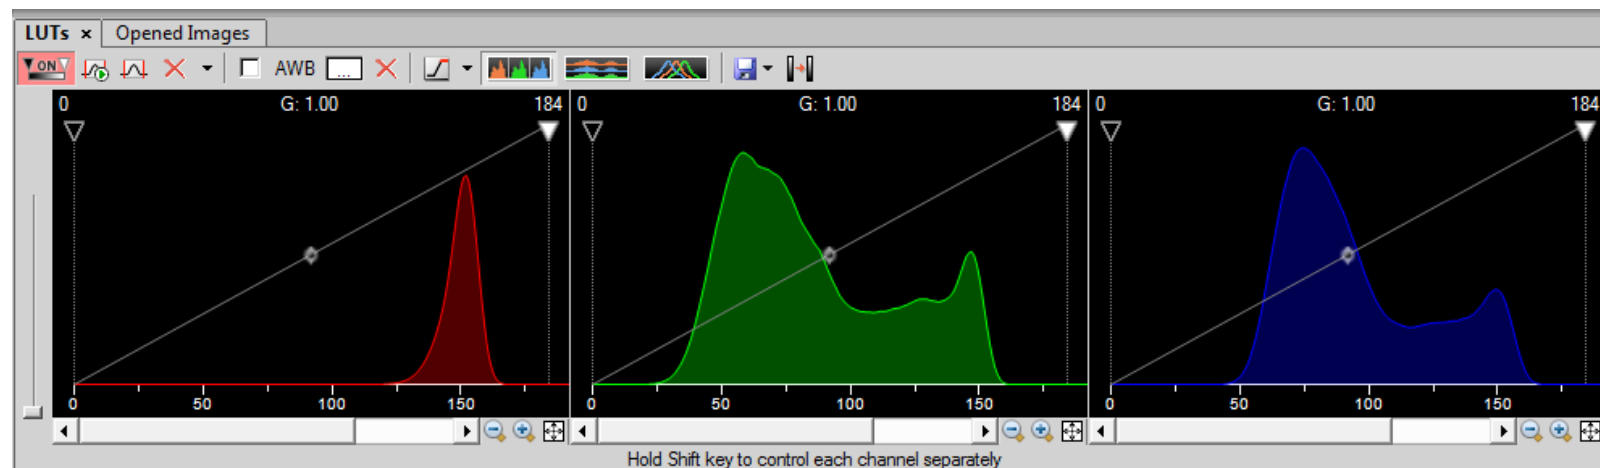 LUTs × Opened Images
ON AWB ...
0 G: 1.00 184 0 G: 1.00 184 0 G: 1.00 184
0 50 100 150 0 50 100 150 0 50 100 150
Hold Shift key to control each channel separately